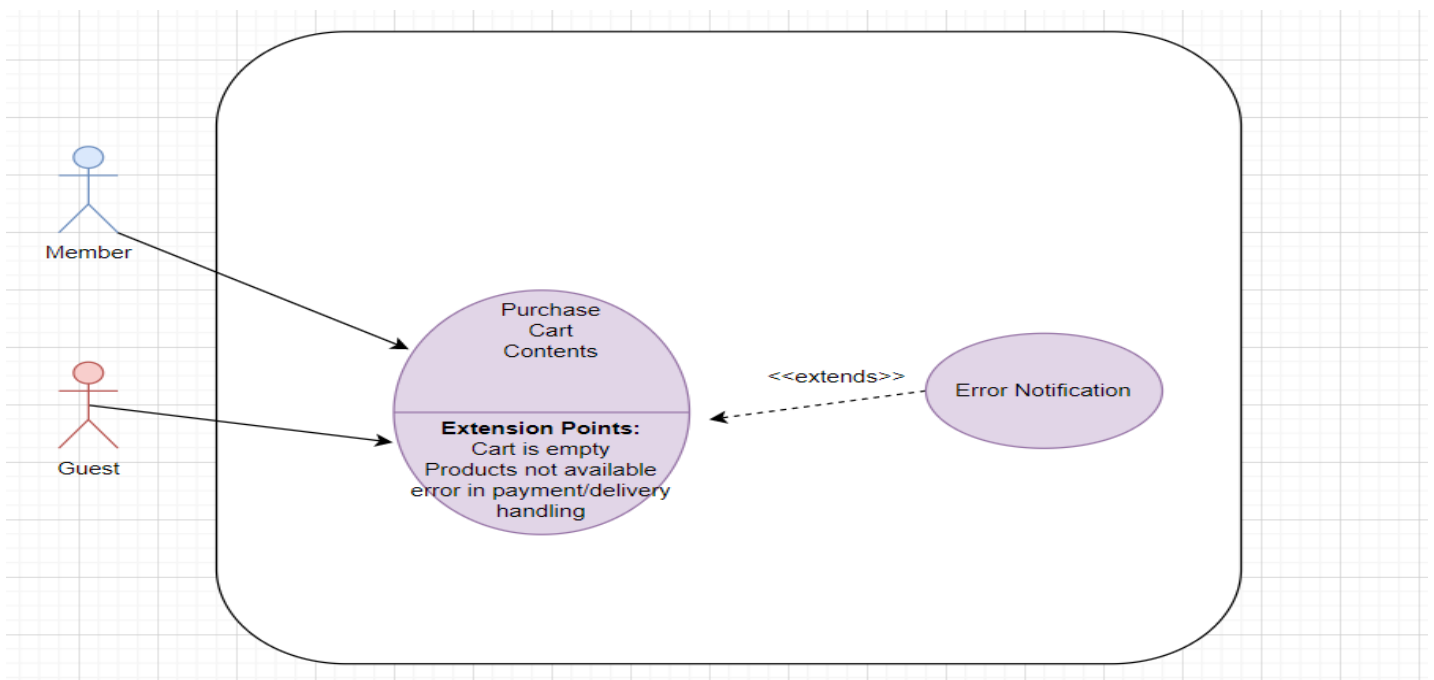 Member
Guest
Purchase
Cart
Contents
Extension Points:
Cart is empty
Products not available
error in payment/delivery
handling
<<extends>>
Error Notification